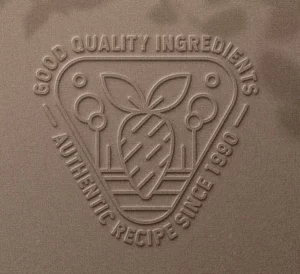 GOOD QUALITY INGREDIENTS
AUTHENTIC RECIPE SINCE 1990